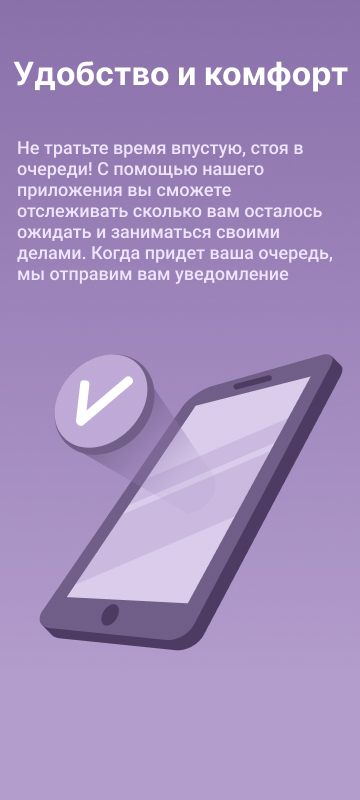 Удобство и комфорт
Не тратьте время впустую, стоя в
очереди! С помощью нашего
приложения вы сможете
отслеживать сколько вам осталось
ожидать и заниматься своими
делами. Когда придет ваша очередь,
мы отправим вам уведомление